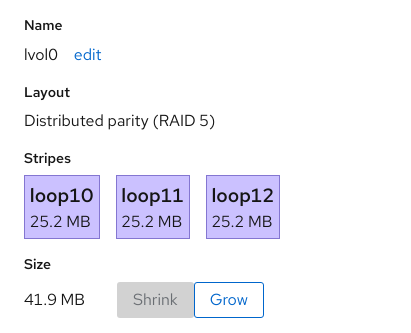 Name
lvol0 edit
Layout
Distributed parity (RAID 5)
Stripes
loop10 loop11 loop12
25.2 MB 25.2 MB 25.2 MB
Size
41.9 MB Shrink Grow